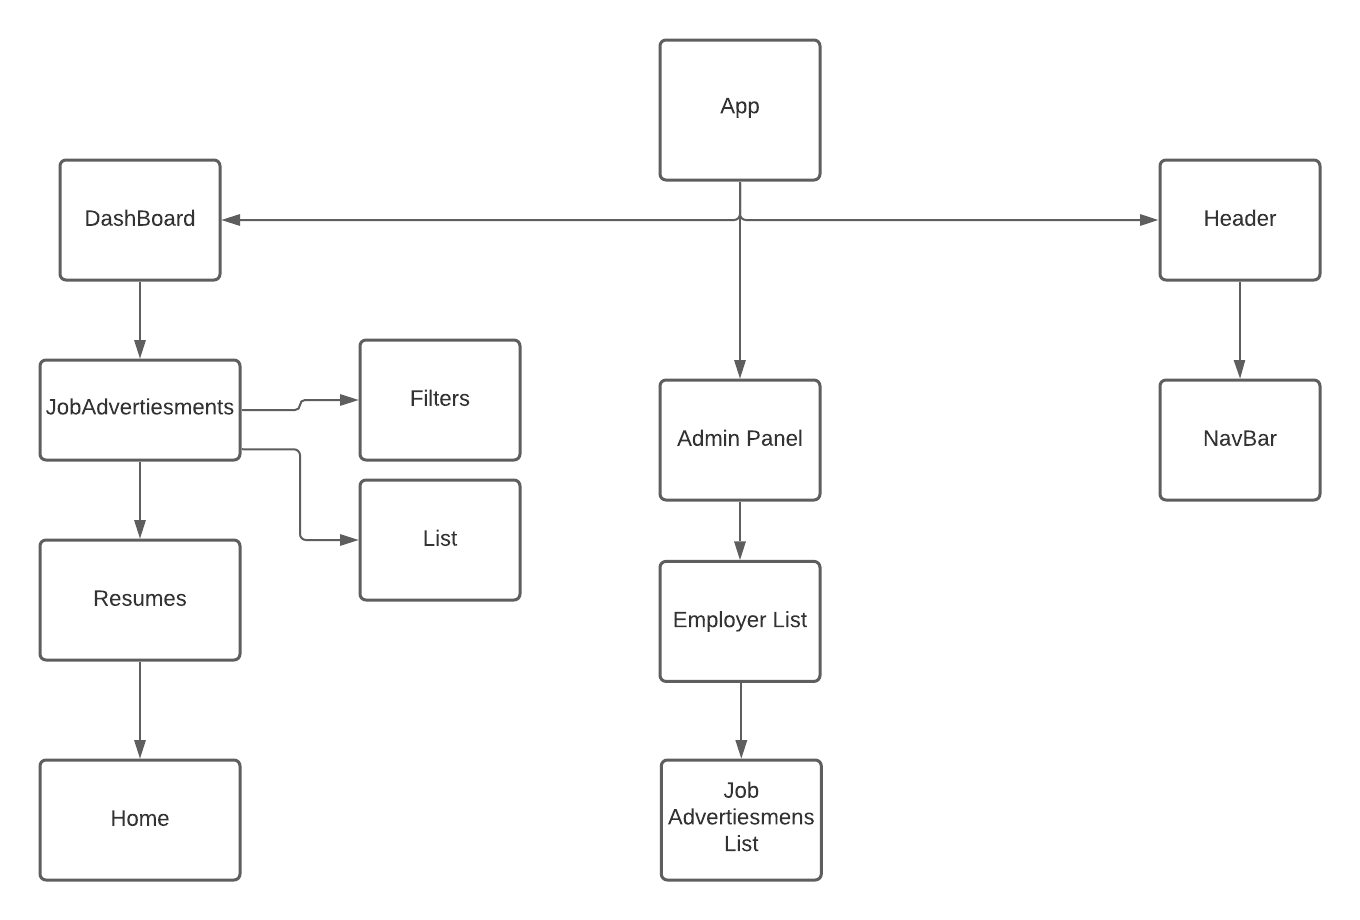 App
DashBoard
Header
JobAdvertiesments
Filters
Admin Panel
NavBar
List
Resumes
Employer List
Home
Job
Advertiesmens
List